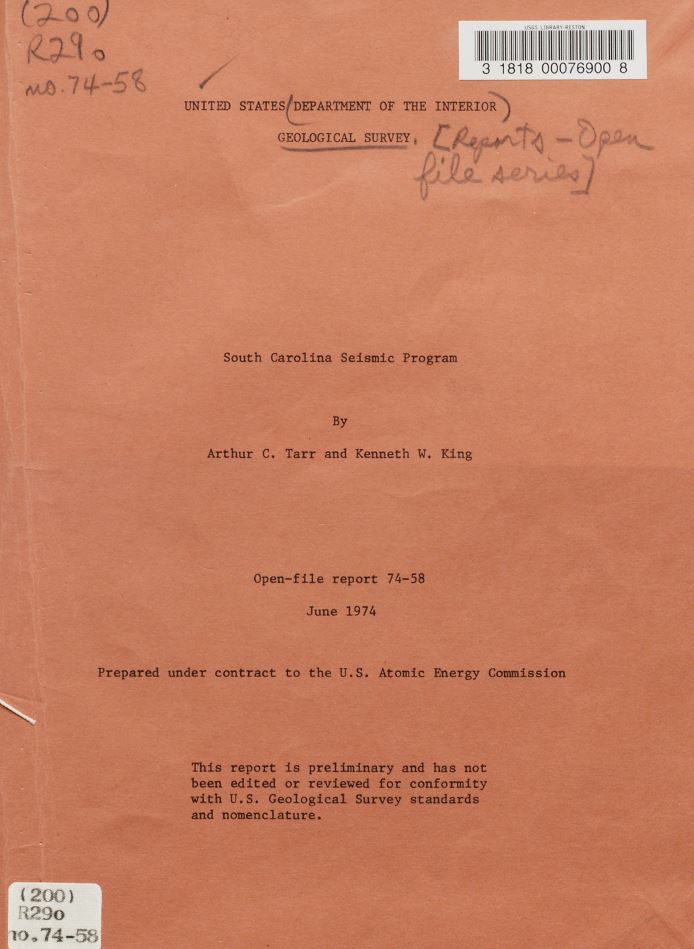 (200)
R29o
no.74-58
USGS LIBRARY-RESTON
3 1818 00076900 8
UNITED STATES (DEPARTMENT OF THE INTERIOR)
GEOLOGICAL SURVEY. [Reports - Open
file series]
South Carolina Seismic Program
By
Arthur C. Tarr and Kenneth W. King
Open-file report 74-58
June 1974
Prepared under contract to the U.S. Atomic Energy Commission
This report is preliminary and has not
been edited or reviewed for conformity
with U.S. Geological Survey standards
and nomenclature.
(200)
R29o
no.74-58